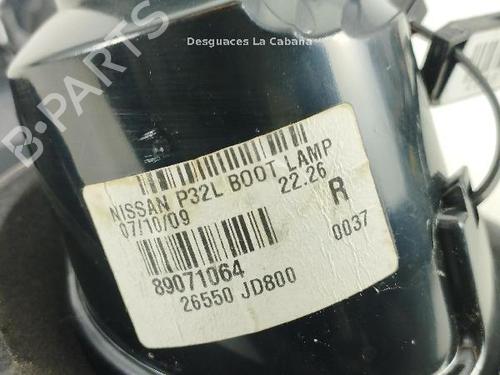 Desguaces La Cabaña
B-PARTS
NISSAN P32L BOOT LAMP
07/10/09 22.26
R
89071064 0037
26550 JD800